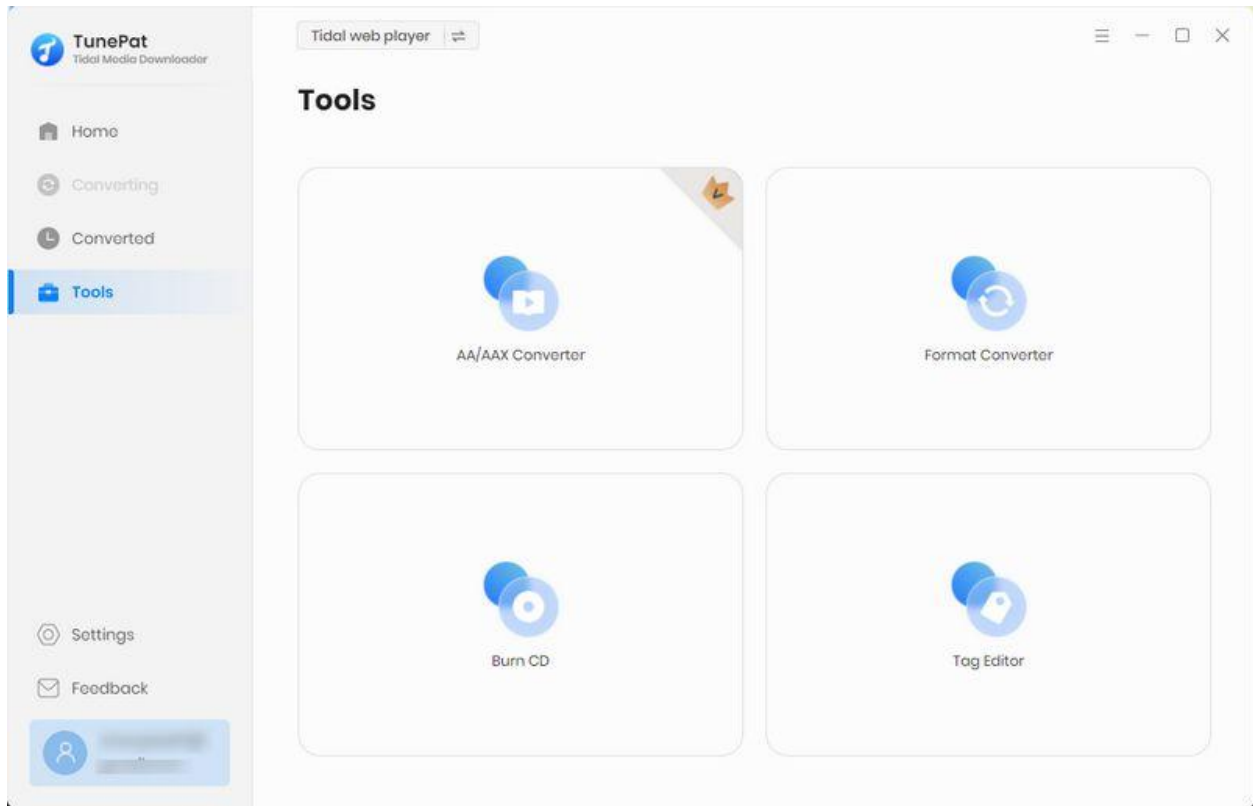 TunePat
Tidal Media Downloader
Tidal web player
Home
Converting
Converted
Tools
Settings
Feedback
Tools
AA/AAX Converter
Format Converter
Burn CD
Tag Editor